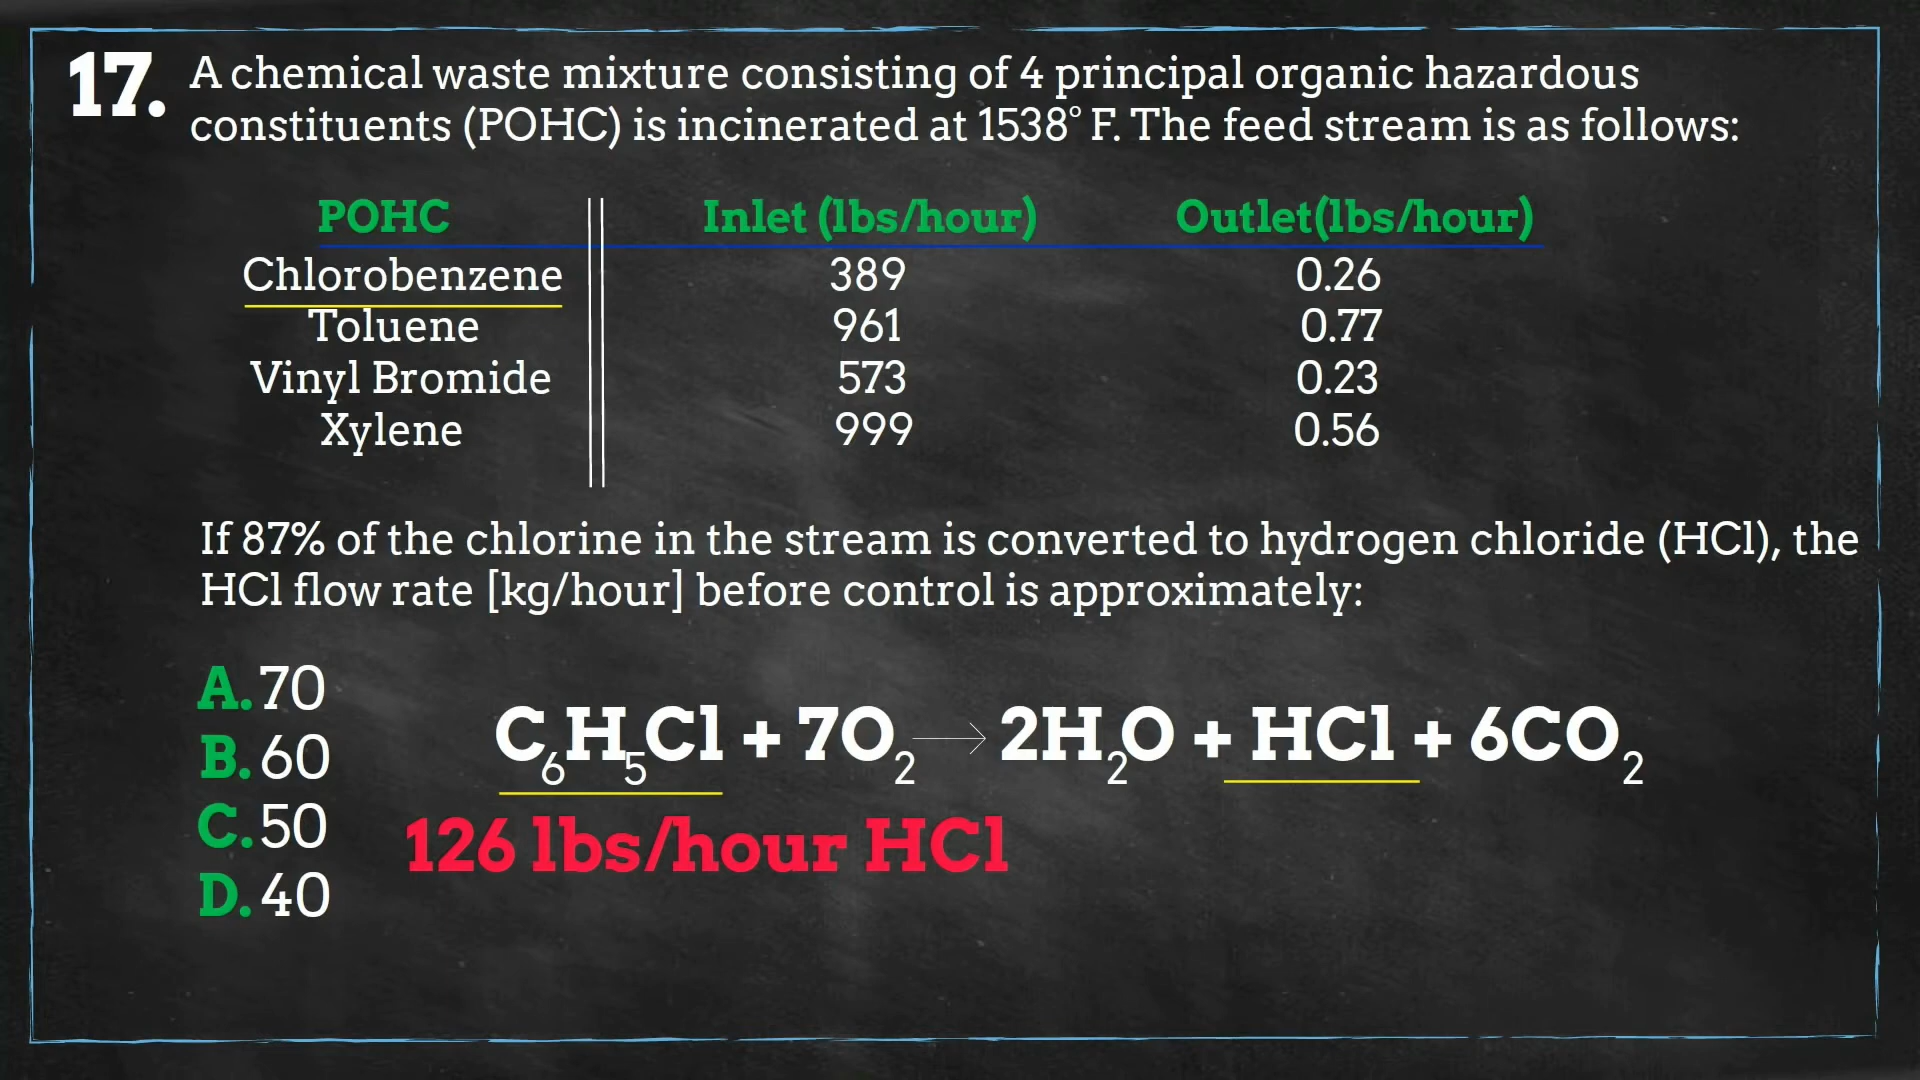 17. A chemical waste mixture consisting of 4 principal organic hazardous
constituents (POHC) is incinerated at 1538° F. The feed stream is as follows:
POHC Inlet (lbs/hour) Outlet(lbs/hour)
Chlorobenzene 389 0.26
Toluene 961 0.77
Vinyl Bromide 573 0.23
Xylene 999 0.56
If 87% of the chlorine in the stream is converted to hydrogen chloride (HCl), the
HCl flow rate [kg/hour] before control is approximately:
A. 70
B. 60
C. 50
D. 40
C₆H₅Cl + 7O₂ → 2H₂O + HCl + 6CO₂
126 lbs/hour HCl